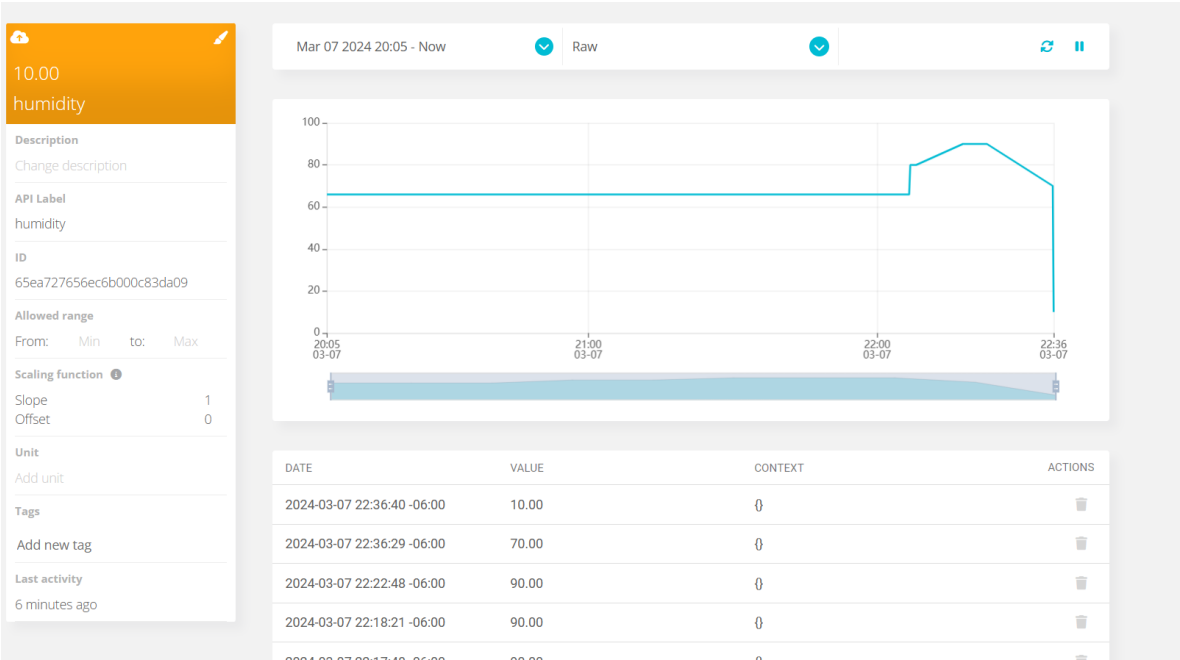 10.00
humidity
Description
Change description
API Label
humidity
ID
65ea727656ec6b000c83da09
Allowed range
From: Min to: Max
Scaling function
Slope 1
Offset 0
Unit
Add unit
Tags
Add new tag
Last activity
6 minutes ago
Mar 07 2024 20:05 - Now Raw
100
80
60
40
20
0
20:05 21:00 22:00 22:36
03-07 03-07 03-07 03-07
DATE VALUE CONTEXT ACTIONS
2024-03-07 22:36:40 -06:00 10.00 {}
2024-03-07 22:36:29 -06:00 70.00 {}
2024-03-07 22:22:48 -06:00 90.00 {}
2024-03-07 22:18:21 -06:00 90.00 {}